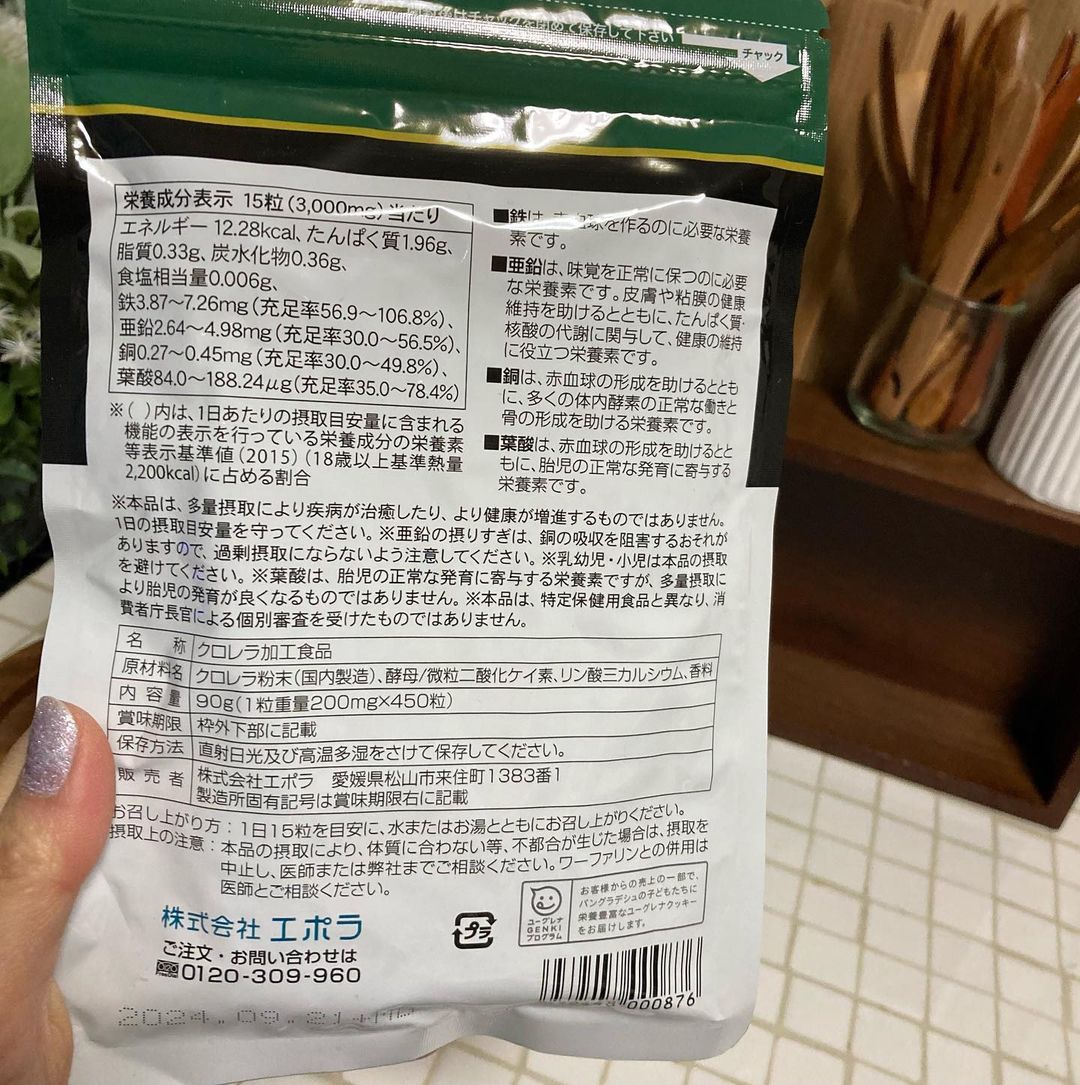 はチャックを閉めて保存して下さい
チャック
栄養成分表示 15粒(3,000mg)当たり
エネルギー 12.28kcal、たんぱく質1.96g、
脂質0.33g、炭水化物0.36g、
食塩相当量0.006g、
鉄3.87〜7.26mg(充足率56.9〜106.8%)、
亜鉛2.64〜4.98mg(充足率30.0〜56.5%)、
銅0.27〜0.45mg(充足率30.0〜49.8%)、
葉酸84.0〜188.24μg(充足率35.0〜78.4%)
※( )内は、1日あたりの摂取目安量に含まれる
機能の表示を行っている栄養成分の栄養素
等表示基準値(2015)(18歳以上基準熱量
2,200kcal)に占める割合
■鉄は、赤血球を作るのに必要な栄養
素です。
■亜鉛は、味覚を正常に保つのに必要
な栄養素です。皮膚や粘膜の健康
維持を助けるとともに、たんぱく質・
核酸の代謝に関与して、健康の維持
に役立つ栄養素です。
■銅は、赤血球の形成を助けるととも
に、多くの体内酵素の正常な働きと
骨の形成を助ける栄養素です。
■葉酸は、赤血球の形成を助けるとと
もに、胎児の正常な発育に寄与する
栄養素です。
※本品は、多量摂取により疾病が治癒したり、より健康が増進するものではありません。
1日の摂取目安量を守ってください。※亜鉛の摂りすぎは、銅の吸収を阻害するおそれが
ありますので、過剰摂取にならないよう注意してください。※乳幼児・小児は本品の摂取
を避けてください。※葉酸は、胎児の正常な発育に寄与する栄養素ですが、多量摂取に
より胎児の発育が良くなるものではありません。※本品は、特定保健用食品と異なり、消
費者庁長官による個別審査を受けたものではありません。
名 称 クロレラ加工食品
原材料名 クロレラ粉末(国内製造)、酵母/微粒二酸化ケイ素、リン酸三カルシウム、香料
内容量 90g(1粒重量200mg×450粒)
賞味期限 枠外下部に記載
保存方法 直射日光及び高温多湿をさけて保存してください。
販売者 株式会社エポラ 愛媛県松山市来住町1383番1
製造所固有記号は賞味期限右に記載
お召し上がり方:1日15粒を目安に、水またはお湯とともにお召し上がりください。
摂取上の注意:本品の摂取により、体質に合わない等、不都合が生じた場合は、摂取を
中止し、医師または弊社までご相談ください。ワーファリンとの併用は
医師とご相談ください。
株式会社 エポラ
ご注文・お問い合わせは
0120-309-960
プラ
ユーグレナ
GENKI
プログラム
お客様からの売上の一部で、
バングラデシュの子どもたちに
栄養豊富なユーグレナクッキー
をお届けします。
000876
2024.09.